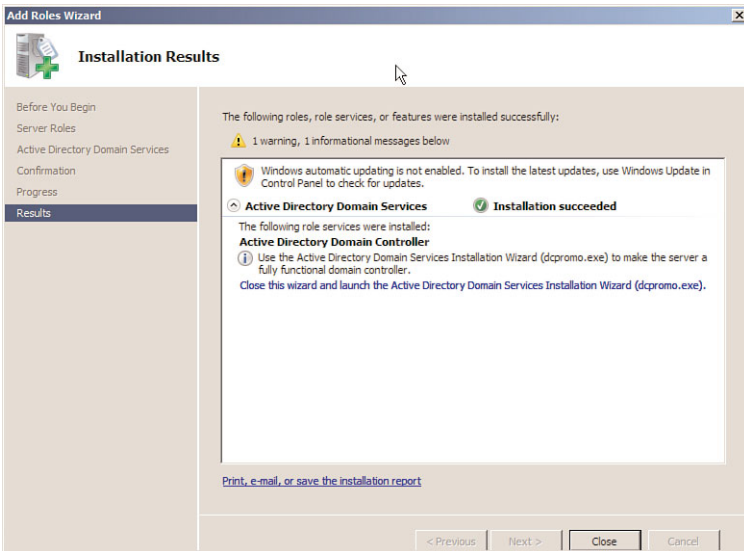 Add Roles Wizard
Installation Results
Before You Begin
Server Roles
Active Directory Domain Services
Confirmation
Progress
Results
The following roles, role services, or features were installed successfully:
1 warning, 1 informational messages below
Windows automatic updating is not enabled. To install the latest updates, use Windows Update in
Control Panel to check for updates.
Active Directory Domain Services
Installation succeeded
The following role services were installed:
Active Directory Domain Controller
Use the Active Directory Domain Services Installation Wizard (dcpromo.exe) to make the server a
fully functional domain controller.
Close this wizard and launch the Active Directory Domain Services Installation Wizard (dcpromo.exe).
Print, e-mail, or save the installation report
< Previous
Next >
Close
Cancel